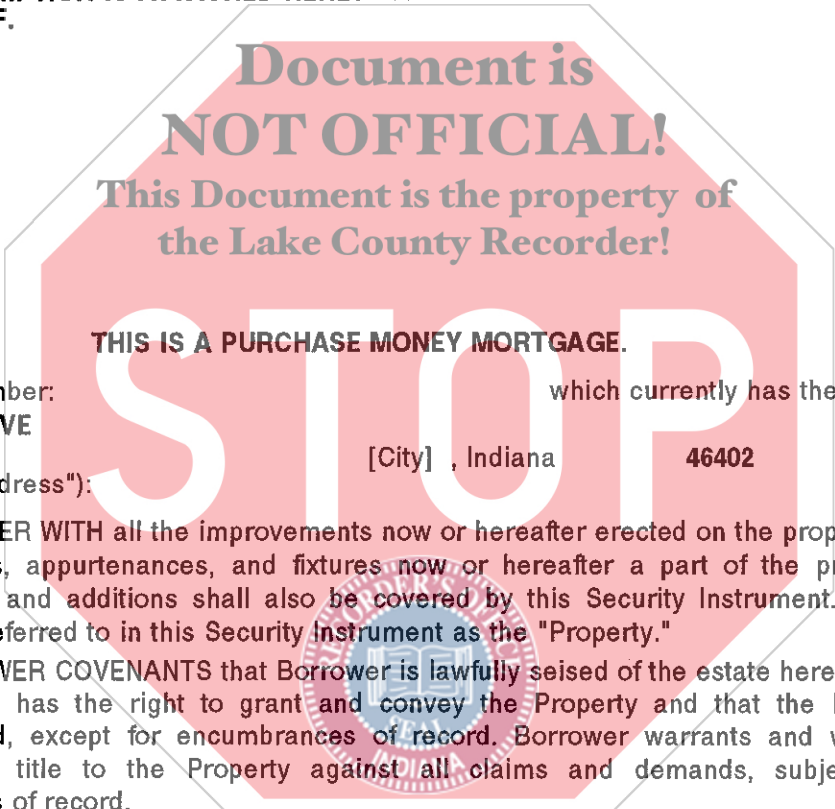 F.
Document is
NOT OFFICIAL!
This Document is the property of
the Lake County Recorder!
STOP
THIS IS A PURCHASE MONEY MORTGAGE.
nber: which currently has the
VE
[City] , Indiana 46402
dress"):
ER WITH all the improvements now or hereafter erected on the prop
s, appurtenances, and fixtures now or hereafter a part of the pr
and additions shall also be covered by this Security Instrument.
eferred to in this Security Instrument as the "Property."
WER COVENANTS that Borrower is lawfully seised of the estate here
has the right to grant and convey the Property and that the
d, except for encumbrances of record. Borrower warrants and w
title to the Property against all claims and demands, subje
s of record.
RECORDER'S OFFICE
SEAL
INDIANA